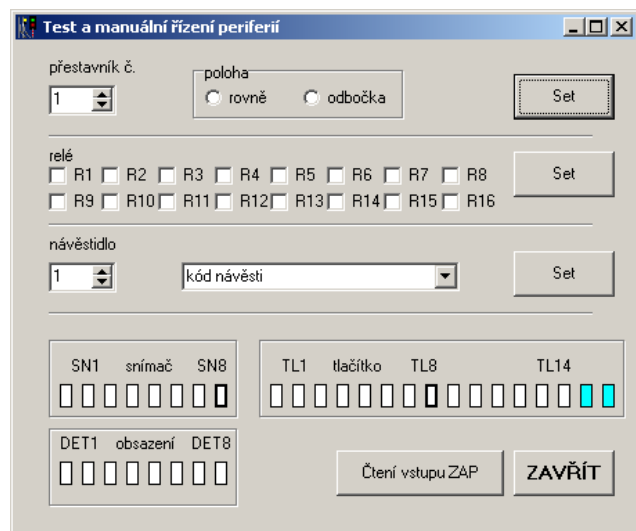 Test a manuální řízení periferií
přestavník č.
poloha
1
rovně odbočka
Set
relé
R1 R2 R3 R4 R5 R6 R7 R8
Set
R9 R10 R11 R12 R13 R14 R15 R16
návěstidlo
1
kód návěsti
Set
SN1 snímač SN8
TL1 tlačítko TL8 TL14
DET1 obsazení DET8
Čtení vstupu ZAP
ZAVŘÍT